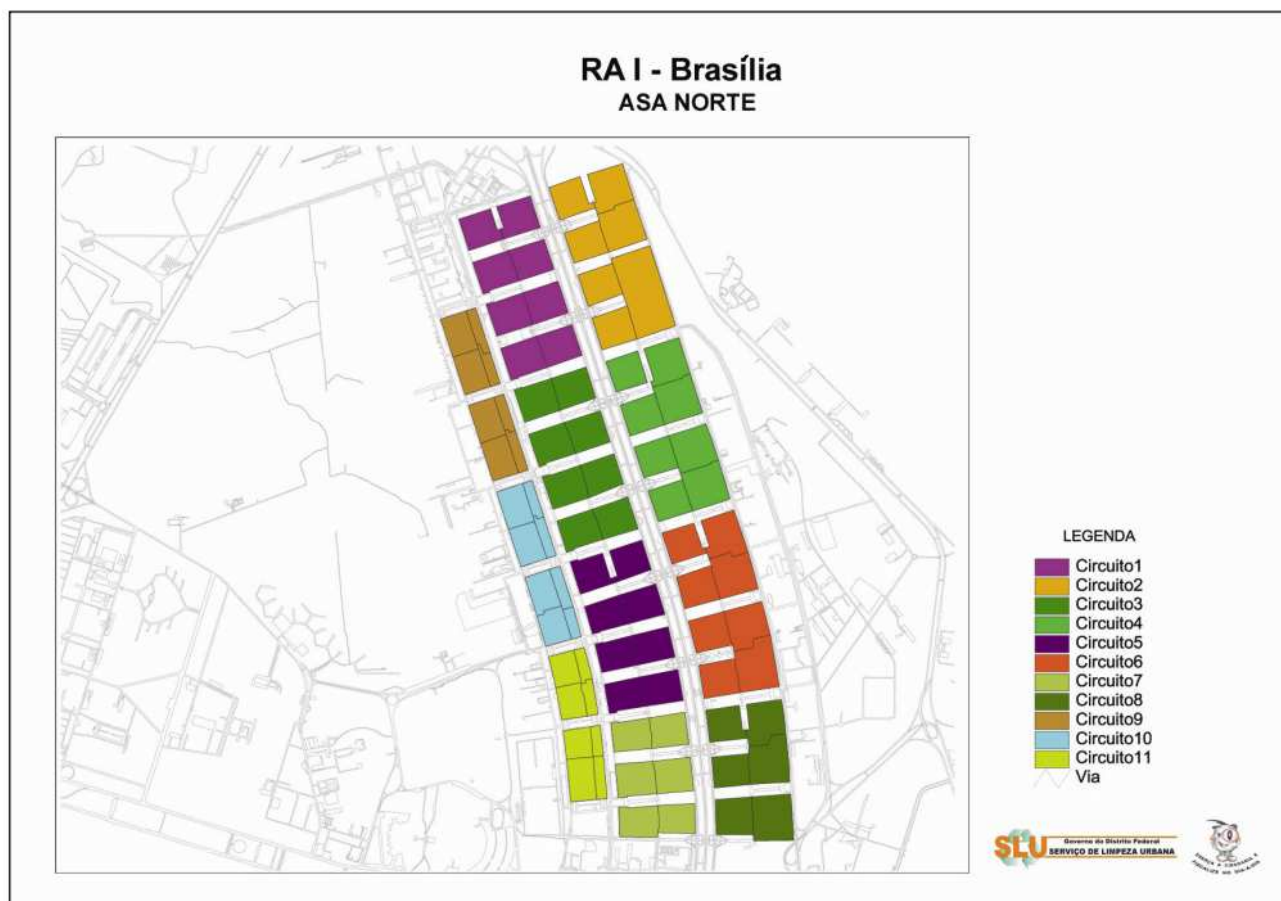 RA I - Brasília
ASA NORTE
LEGENDA
Circuito1
Circuito2
Circuito3
Circuito4
Circuito5
Circuito6
Circuito7
Circuito8
Circuito9
Circuito10
Circuito11
Via
SLU
Governo do Distrito Federal
SERVIÇO DE LIMPEZA URBANA